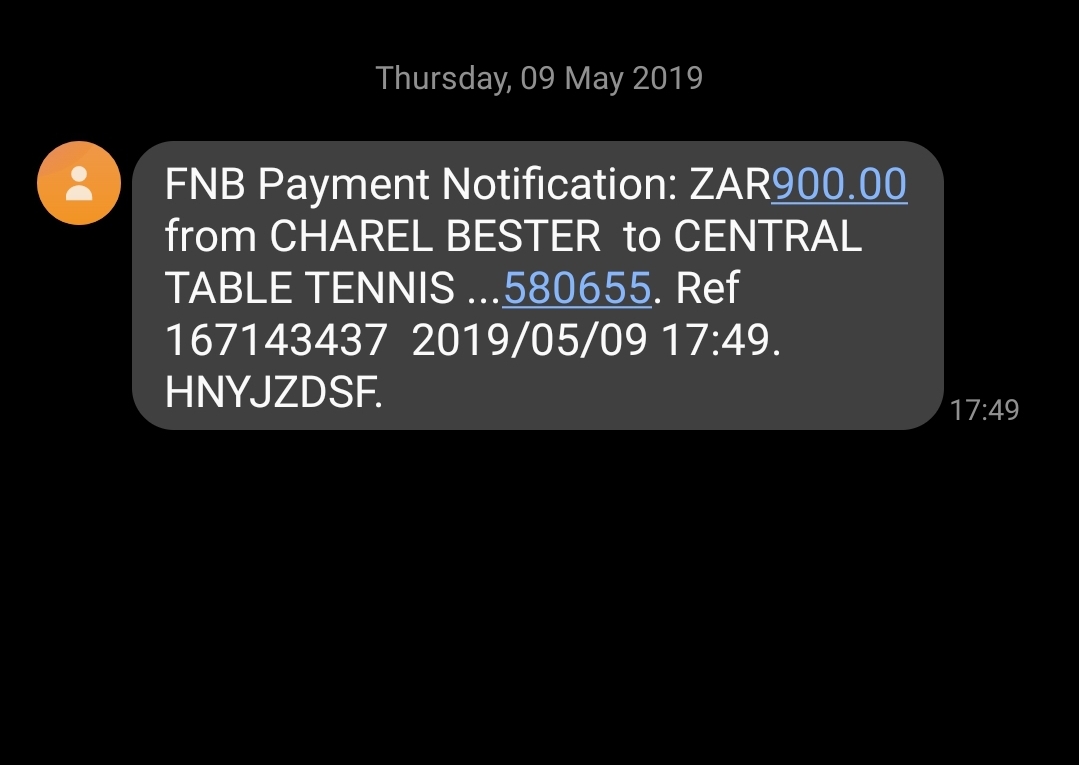 Thursday, 09 May 2019
FNB Payment Notification: ZAR900.00
from CHAREL BESTER  to CENTRAL
TABLE TENNIS ...580655. Ref
167143437  2019/05/09 17:49.
HNYJZDSF.
17:49